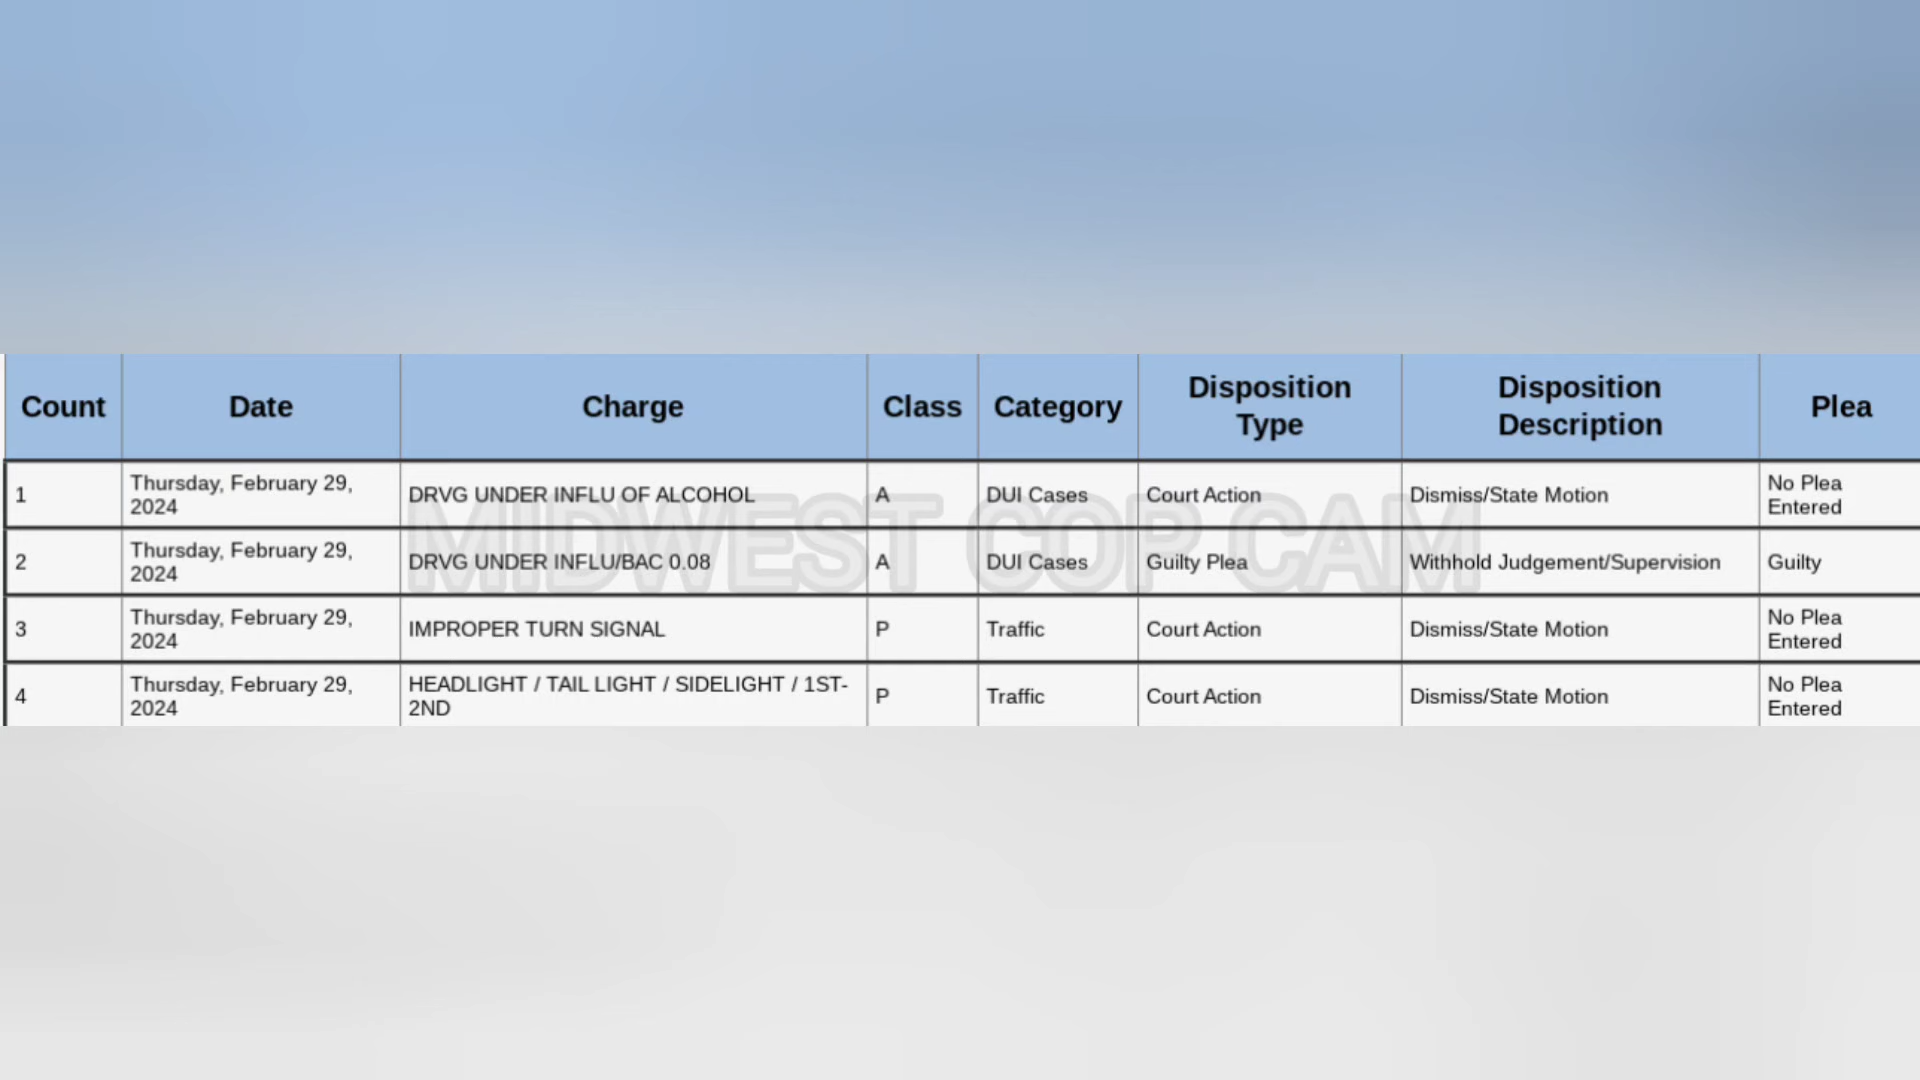 Count Date Charge Class Category Disposition Type Disposition Description Plea
1 Thursday, February 29, 2024 DRVG UNDER INFLU OF ALCOHOL A DUI Cases Court Action Dismiss/State Motion No Plea Entered
2 Thursday, February 29, 2024 DRVG UNDER INFLU/BAC 0.08 A DUI Cases Guilty Plea Withhold Judgement/Supervision Guilty
3 Thursday, February 29, 2024 IMPROPER TURN SIGNAL P Traffic Court Action Dismiss/State Motion No Plea Entered
4 Thursday, February 29, 2024 HEADLIGHT / TAIL LIGHT / SIDELIGHT / 1ST-2ND P Traffic Court Action Dismiss/State Motion No Plea Entered
MIDWEST COP CAM